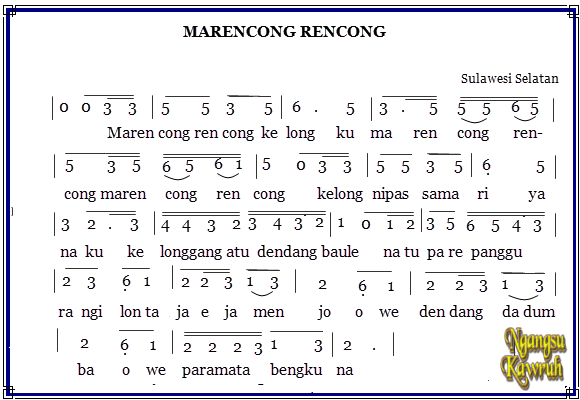 MARENCONG RENCONG
Sulawesi Selatan
| 0 0 3 3 | 5 5 3 5 | 6 . 5 | 3 . 5 5 5 6 5 |
Maren cong ren cong ke long ku ma ren cong ren-
| 5 3 5 6 5 6 1 | 5 0 3 3 | 5 5 3 5 | 6 5 |
cong maren cong ren cong kelong nipas sama ri ya
| 3 2 . 3 | 4 4 3 2 3 4 3 2 | 1 0 1 2 | 3 5 6 5 4 3 |
na ku ke longgang atu dendang baule na tu pa re panggu
| 2 3 6 1 | 2 2 3 1 3 | 2 6 1 | 2 2 3 1 3 |
ra ngi lon ta ja e ja men jo o we den dang da dum
| 2 6 1 | 2 2 2 3 1 3 | 2 . |
ba o we paramata bengku na
Ngangsu
Kawruh